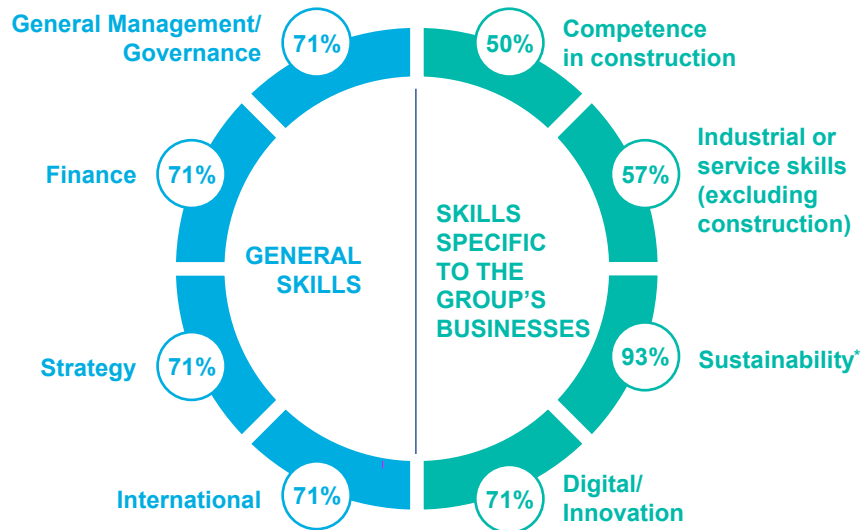 General Management/
Governance
71%
Finance
71%
Strategy
71%
International
71%
GENERAL
SKILLS
SKILLS
SPECIFIC
TO THE
GROUP’S
BUSINESSES
50%
Competence
in construction
57%
Industrial or
service skills
(excluding
construction)
93%
Sustainability*
71%
Digital/
Innovation